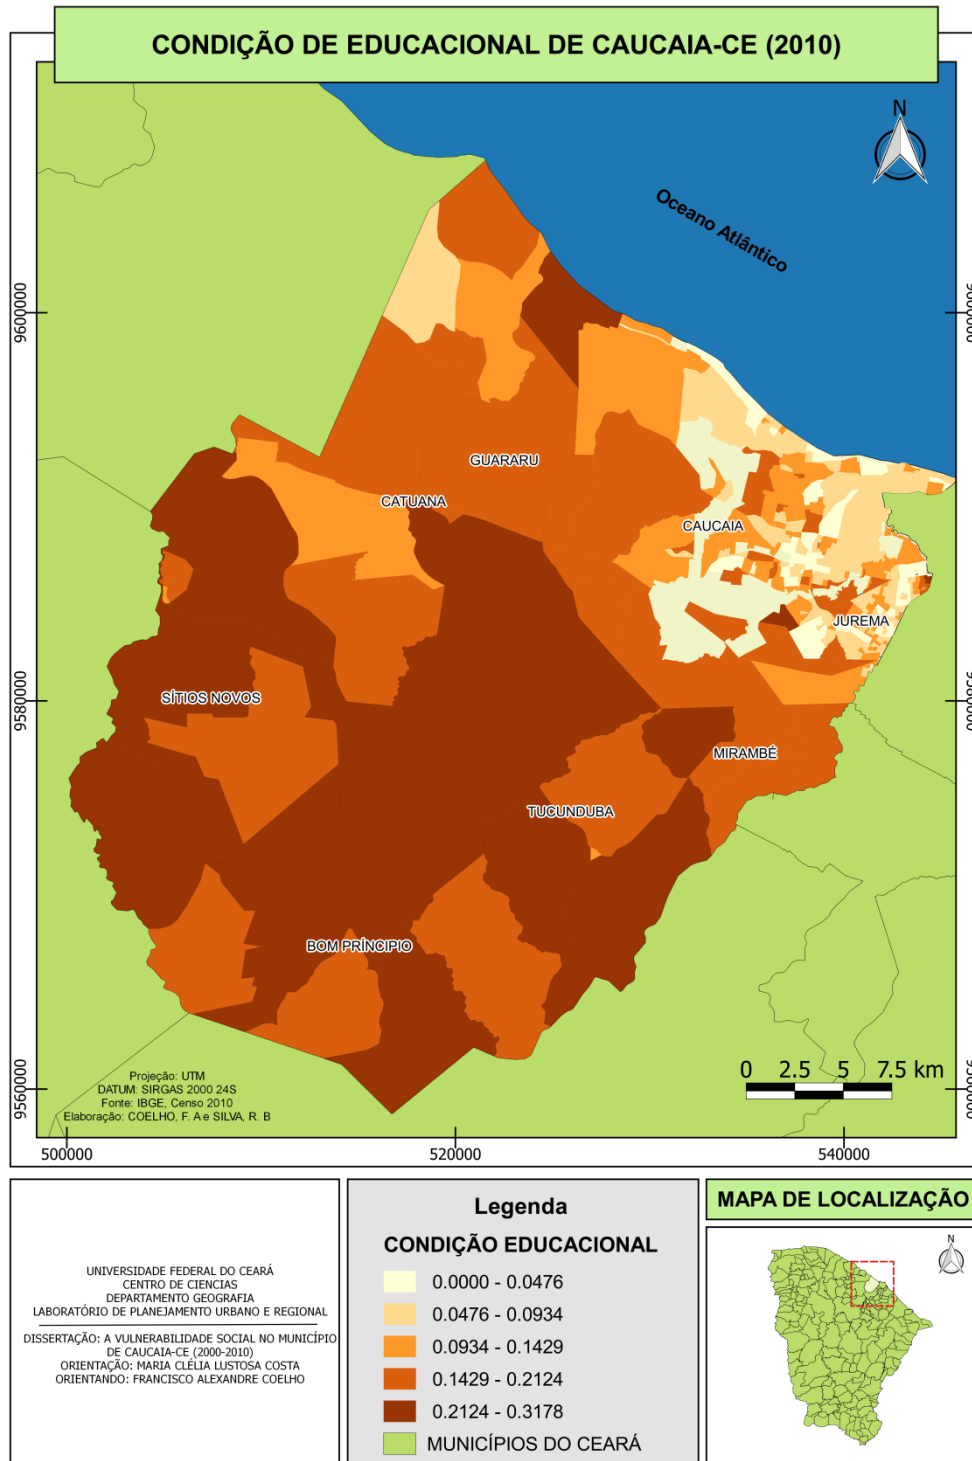 CONDIÇÃO DE EDUCACIONAL DE CAUCAIA-CE (2010)
N
Oceano Atlântico
9600000
9600000
GUARARU
CATUANA
CAUCAIA
JUREMA
SÍTIOS NOVOS
9580000
9580000
MIRAMBÉ
TUCUNDUBA
BOM PRÍNCIPIO
Projeção: UTM
DATUM: SIRGAS 2000 24S
Fonte: IBGE, Censo 2010
Elaboração: COELHO, F. A e SILVA, R. B
0 2.5 5 7.5 km
9560000
9560000
500000
520000
540000
UNIVERSIDADE FEDERAL DO CEARÁ
CENTRO DE CIENCIAS
DEPARTAMENTO GEOGRAFIA
LABORATÓRIO DE PLANEJAMENTO URBANO E REGIONAL
DISSERTAÇÃO: A VULNERABILIDADE SOCIAL NO MUNICÍPIO
DE CAUCAIA-CE (2000-2010)
ORIENTAÇÃO: MARIA CLÉLIA LUSTOSA COSTA
ORIENTANDO: FRANCISCO ALEXANDRE COELHO
Legenda
CONDIÇÃO EDUCACIONAL
0.0000 - 0.0476
0.0476 - 0.0934
0.0934 - 0.1429
0.1429 - 0.2124
0.2124 - 0.3178
MUNICÍPIOS DO CEARÁ
MAPA DE LOCALIZAÇÃO
N